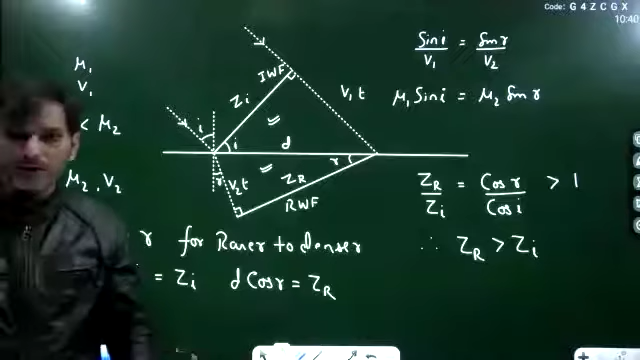 Code: G 4 Z C G X
10:40
μ₁
V₁
< μ₂
μ₂, V₂
IWF
Zi
V₁t
i
i
d
r
r
V₂t
ZR
RWF
Sin i / V₁ = Sin r / V₂
μ₁ Sin i = μ₂ Sin r
ZR / Zi = Cos r / Cos i > 1
∴ ZR > Zi
r for Rarer to denser
= Zi d Cos r = ZR